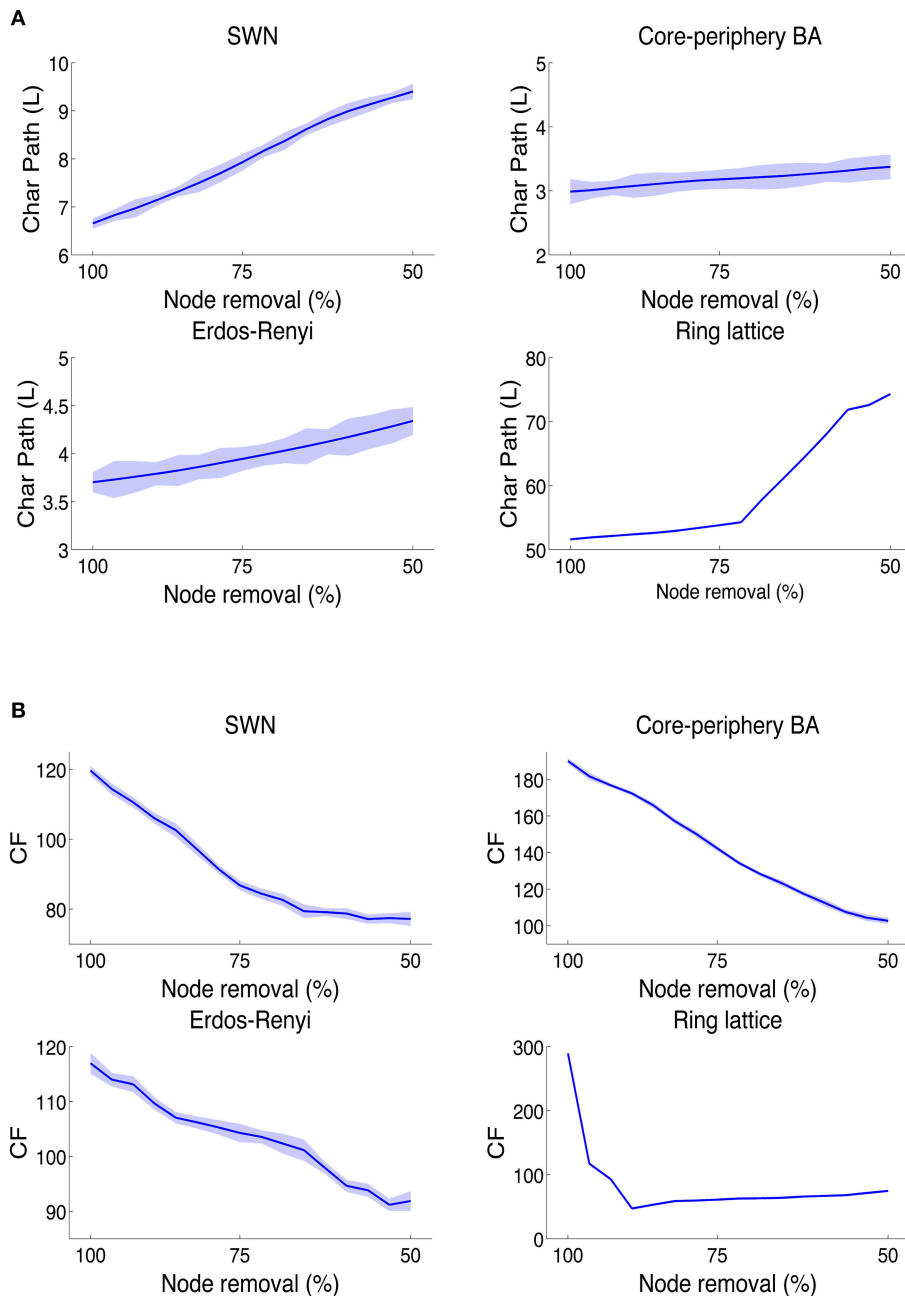 A
SWN
Core-periphery BA
10
9
8
7
6
Char Path (L)
100
75
50
Node removal (%)
5
4
3
2
Char Path (L)
100
75
50
Node removal (%)
Erdos-Renyi
Ring lattice
5
4.5
4
3.5
3
Char Path (L)
100
75
50
Node removal (%)
80
70
60
50
Char Path (L)
100
75
50
Node removal (%)
B
SWN
Core-periphery BA
120
100
80
CF
100
75
50
Node removal (%)
180
160
140
120
100
CF
100
75
50
Node removal (%)
Erdos-Renyi
Ring lattice
120
110
100
90
CF
100
75
50
Node removal (%)
300
200
100
0
CF
100
75
50
Node removal (%)